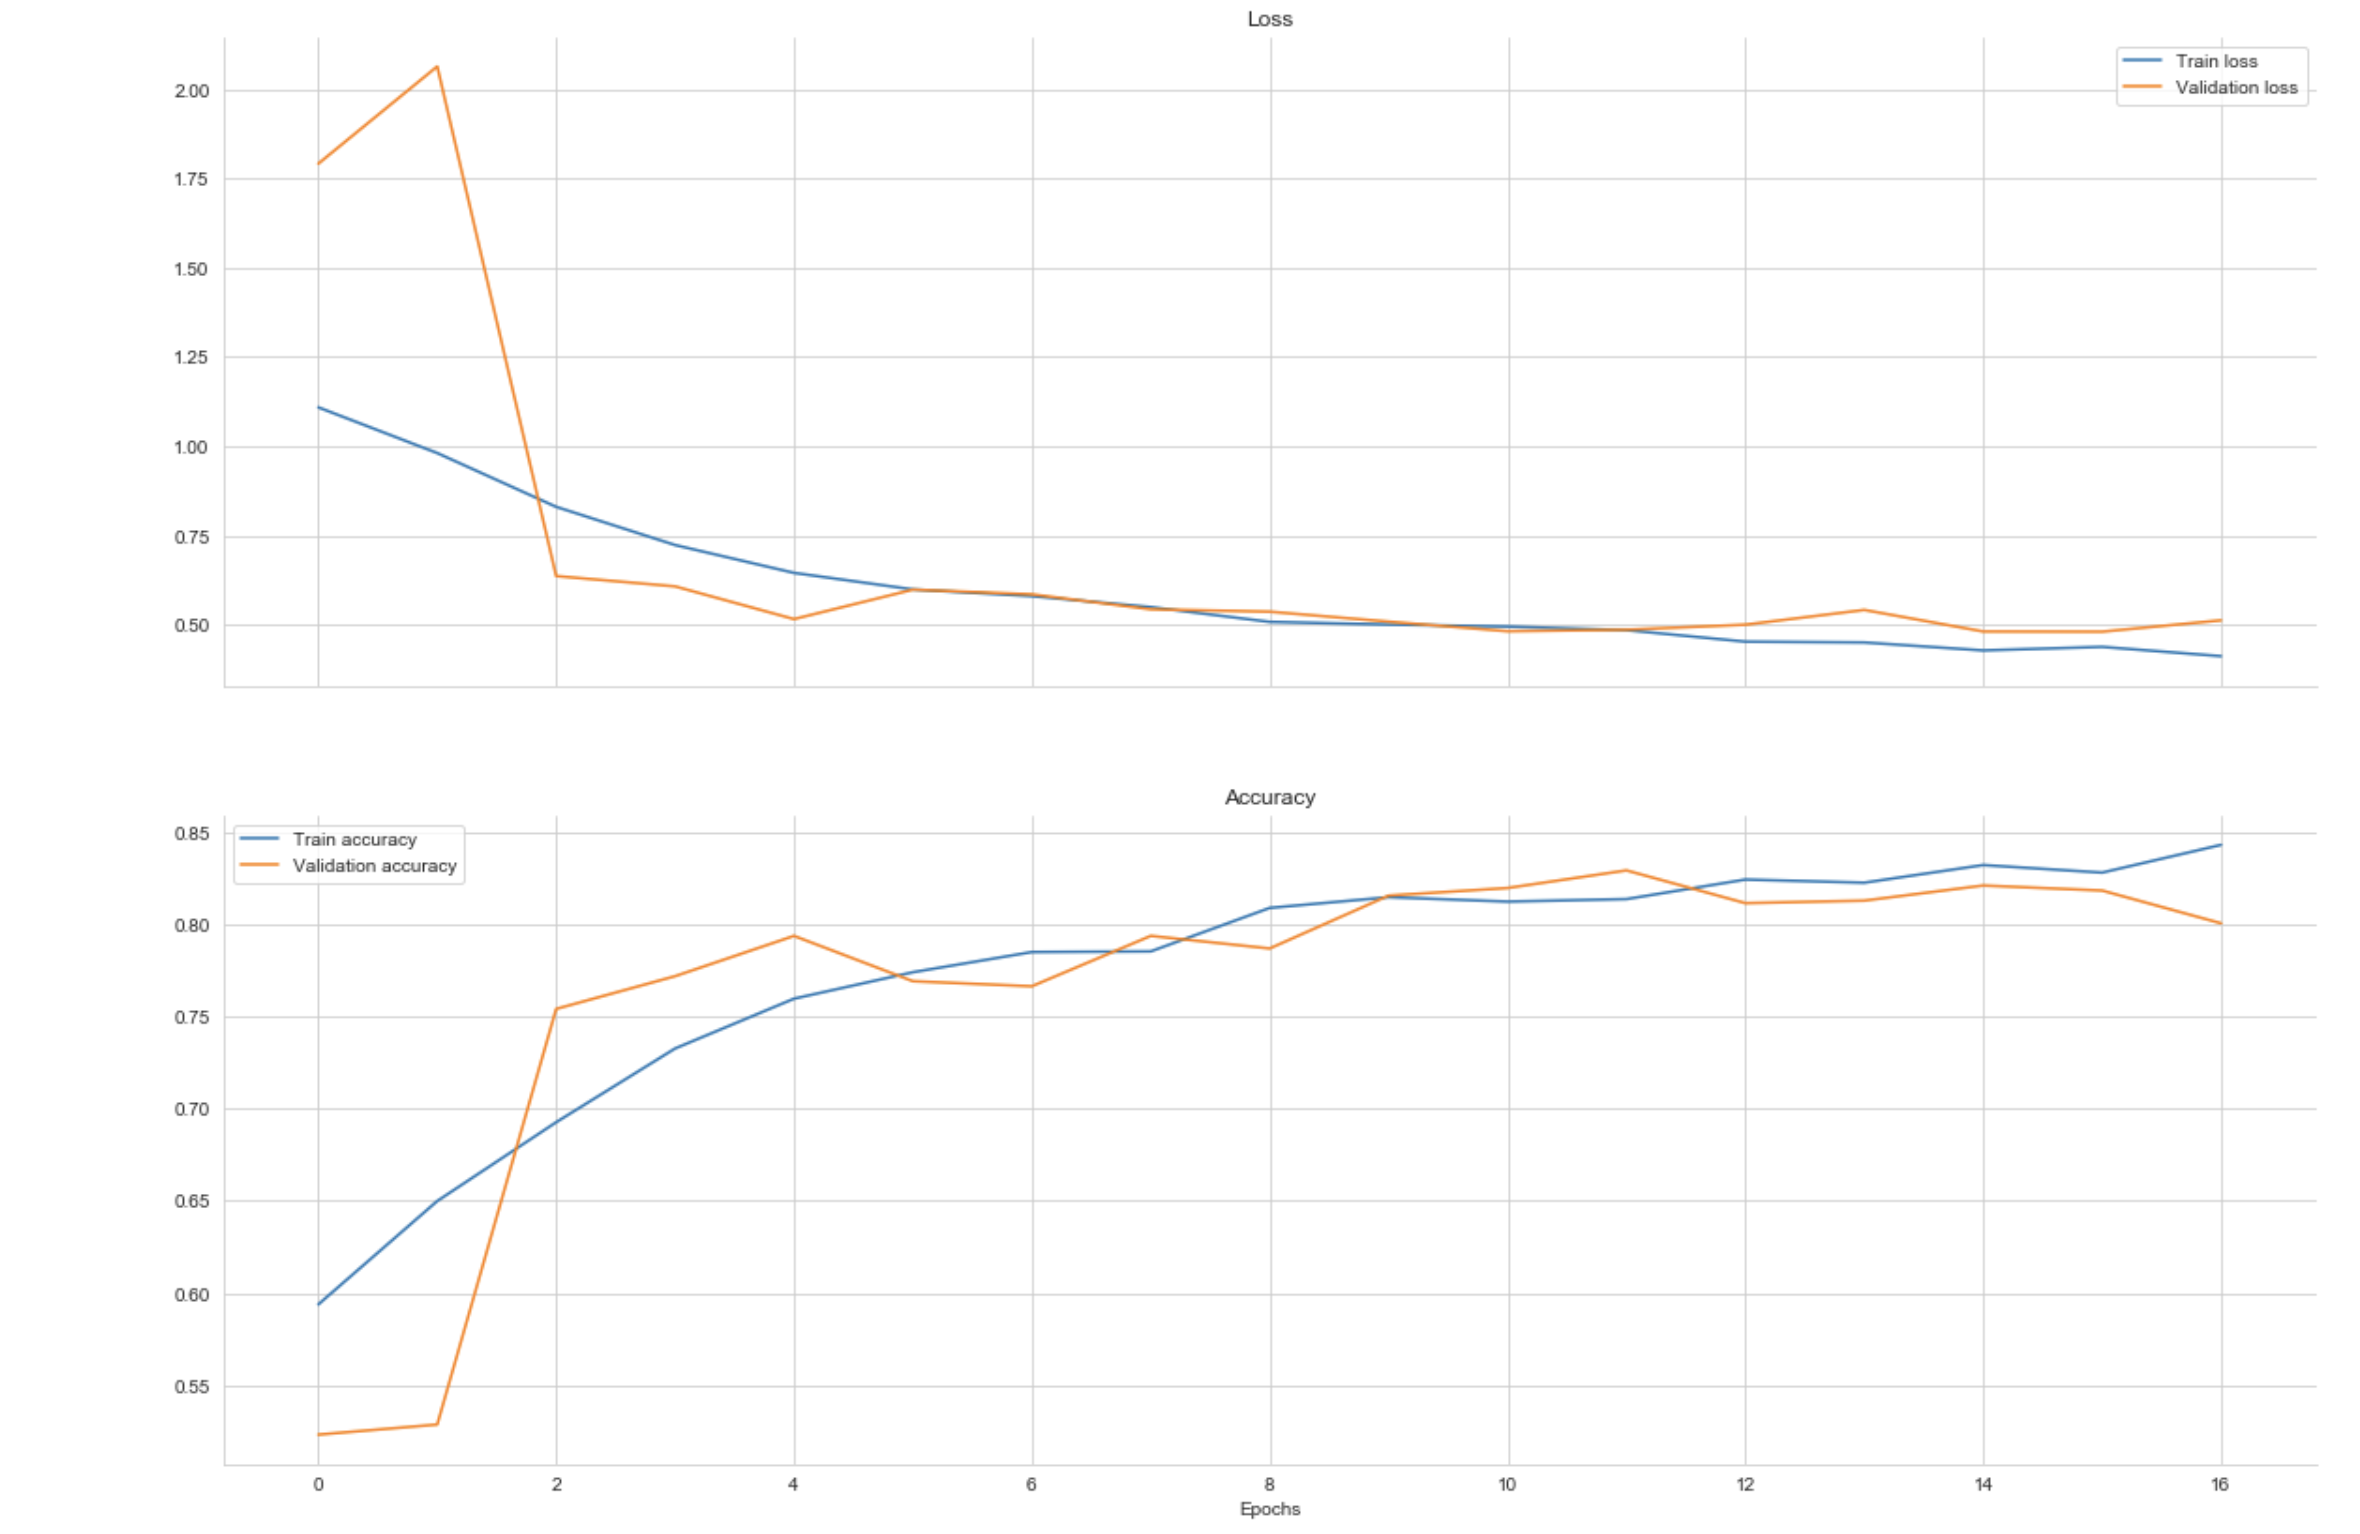 Loss
Train loss
Validation loss
2.00
1.75
1.50
1.25
1.00
0.75
0.50
Accuracy
Train accuracy
Validation accuracy
0.85
0.80
0.75
0.70
0.65
0.60
0.55
0 2 4 6 8 10 12 14 16
Epochs